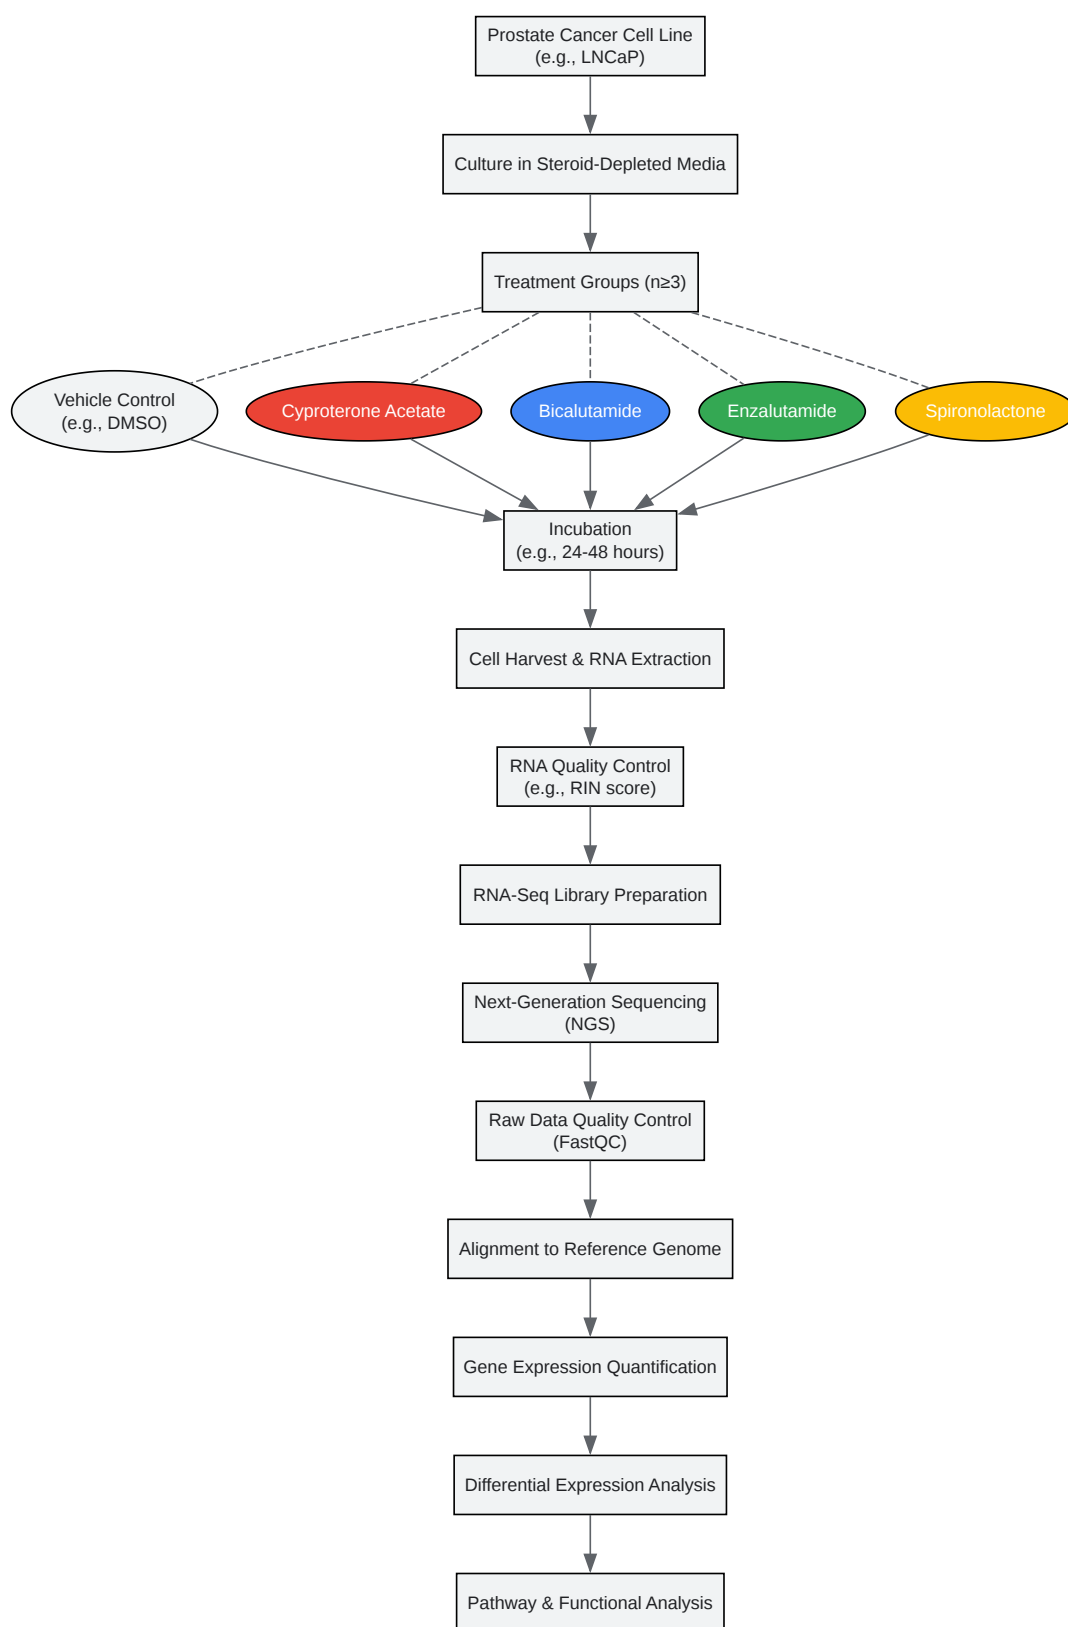 Prostate Cancer Cell Line
(e.g., LNCaP)
Culture in Steroid-Depleted Media
Treatment Groups (n≥3)
Vehicle Control
(e.g., DMSO)
Cyproterone Acetate
Bicalutamide
Enzalutamide
Spironolactone
Incubation
(e.g., 24-48 hours)
Cell Harvest & RNA Extraction
RNA Quality Control
(e.g., RIN score)
RNA-Seq Library Preparation
Next-Generation Sequencing
(NGS)
Raw Data Quality Control
(FastQC)
Alignment to Reference Genome
Gene Expression Quantification
Differential Expression Analysis
Pathway & Functional Analysis